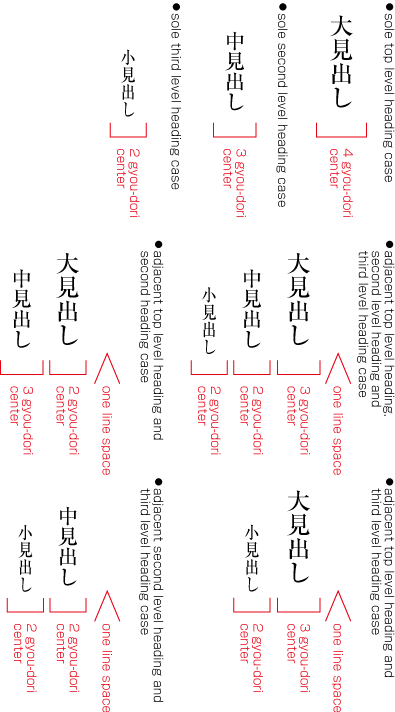 ●sole top level heading case
大見出し
4 gyou-dori
center
●sole second level heading case
中見出し
3 gyou-dori
center
●sole third level heading case
小見出し
2 gyou-dori
center
●adjacent top level heading,
second level heading and
third level heading case
one line space
大見出し
3 gyou-dori
center
中見出し
2 gyou-dori
center
小見出し
2 gyou-dori
center
●adjacent top level heading and
second heading case
one line space
大見出し
2 gyou-dori
center
中見出し
3 gyou-dori
center
●adjacent top level heading and
third level heading case
one line space
大見出し
3 gyou-dori
center
小見出し
2 gyou-dori
center
●adjacent second level heading and
third level heading case
one line space
中見出し
2 gyou-dori
center
小見出し
2 gyou-dori
center